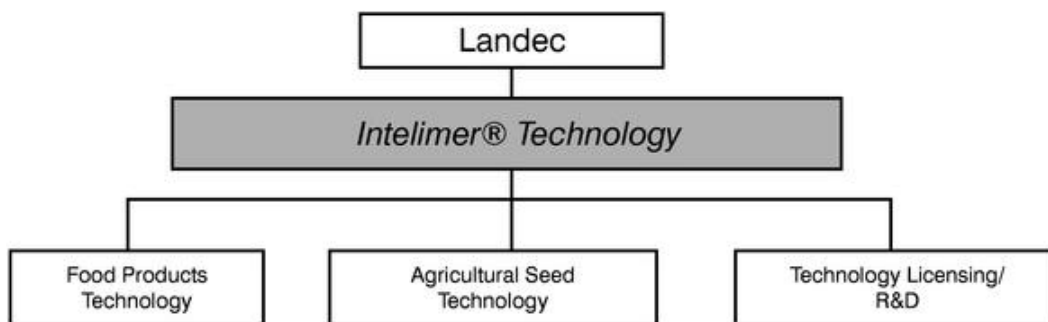 Landec
Intelimer® Technology
Food Products
Technology
Agricultural Seed
Technology
Technology Licensing/
R&D